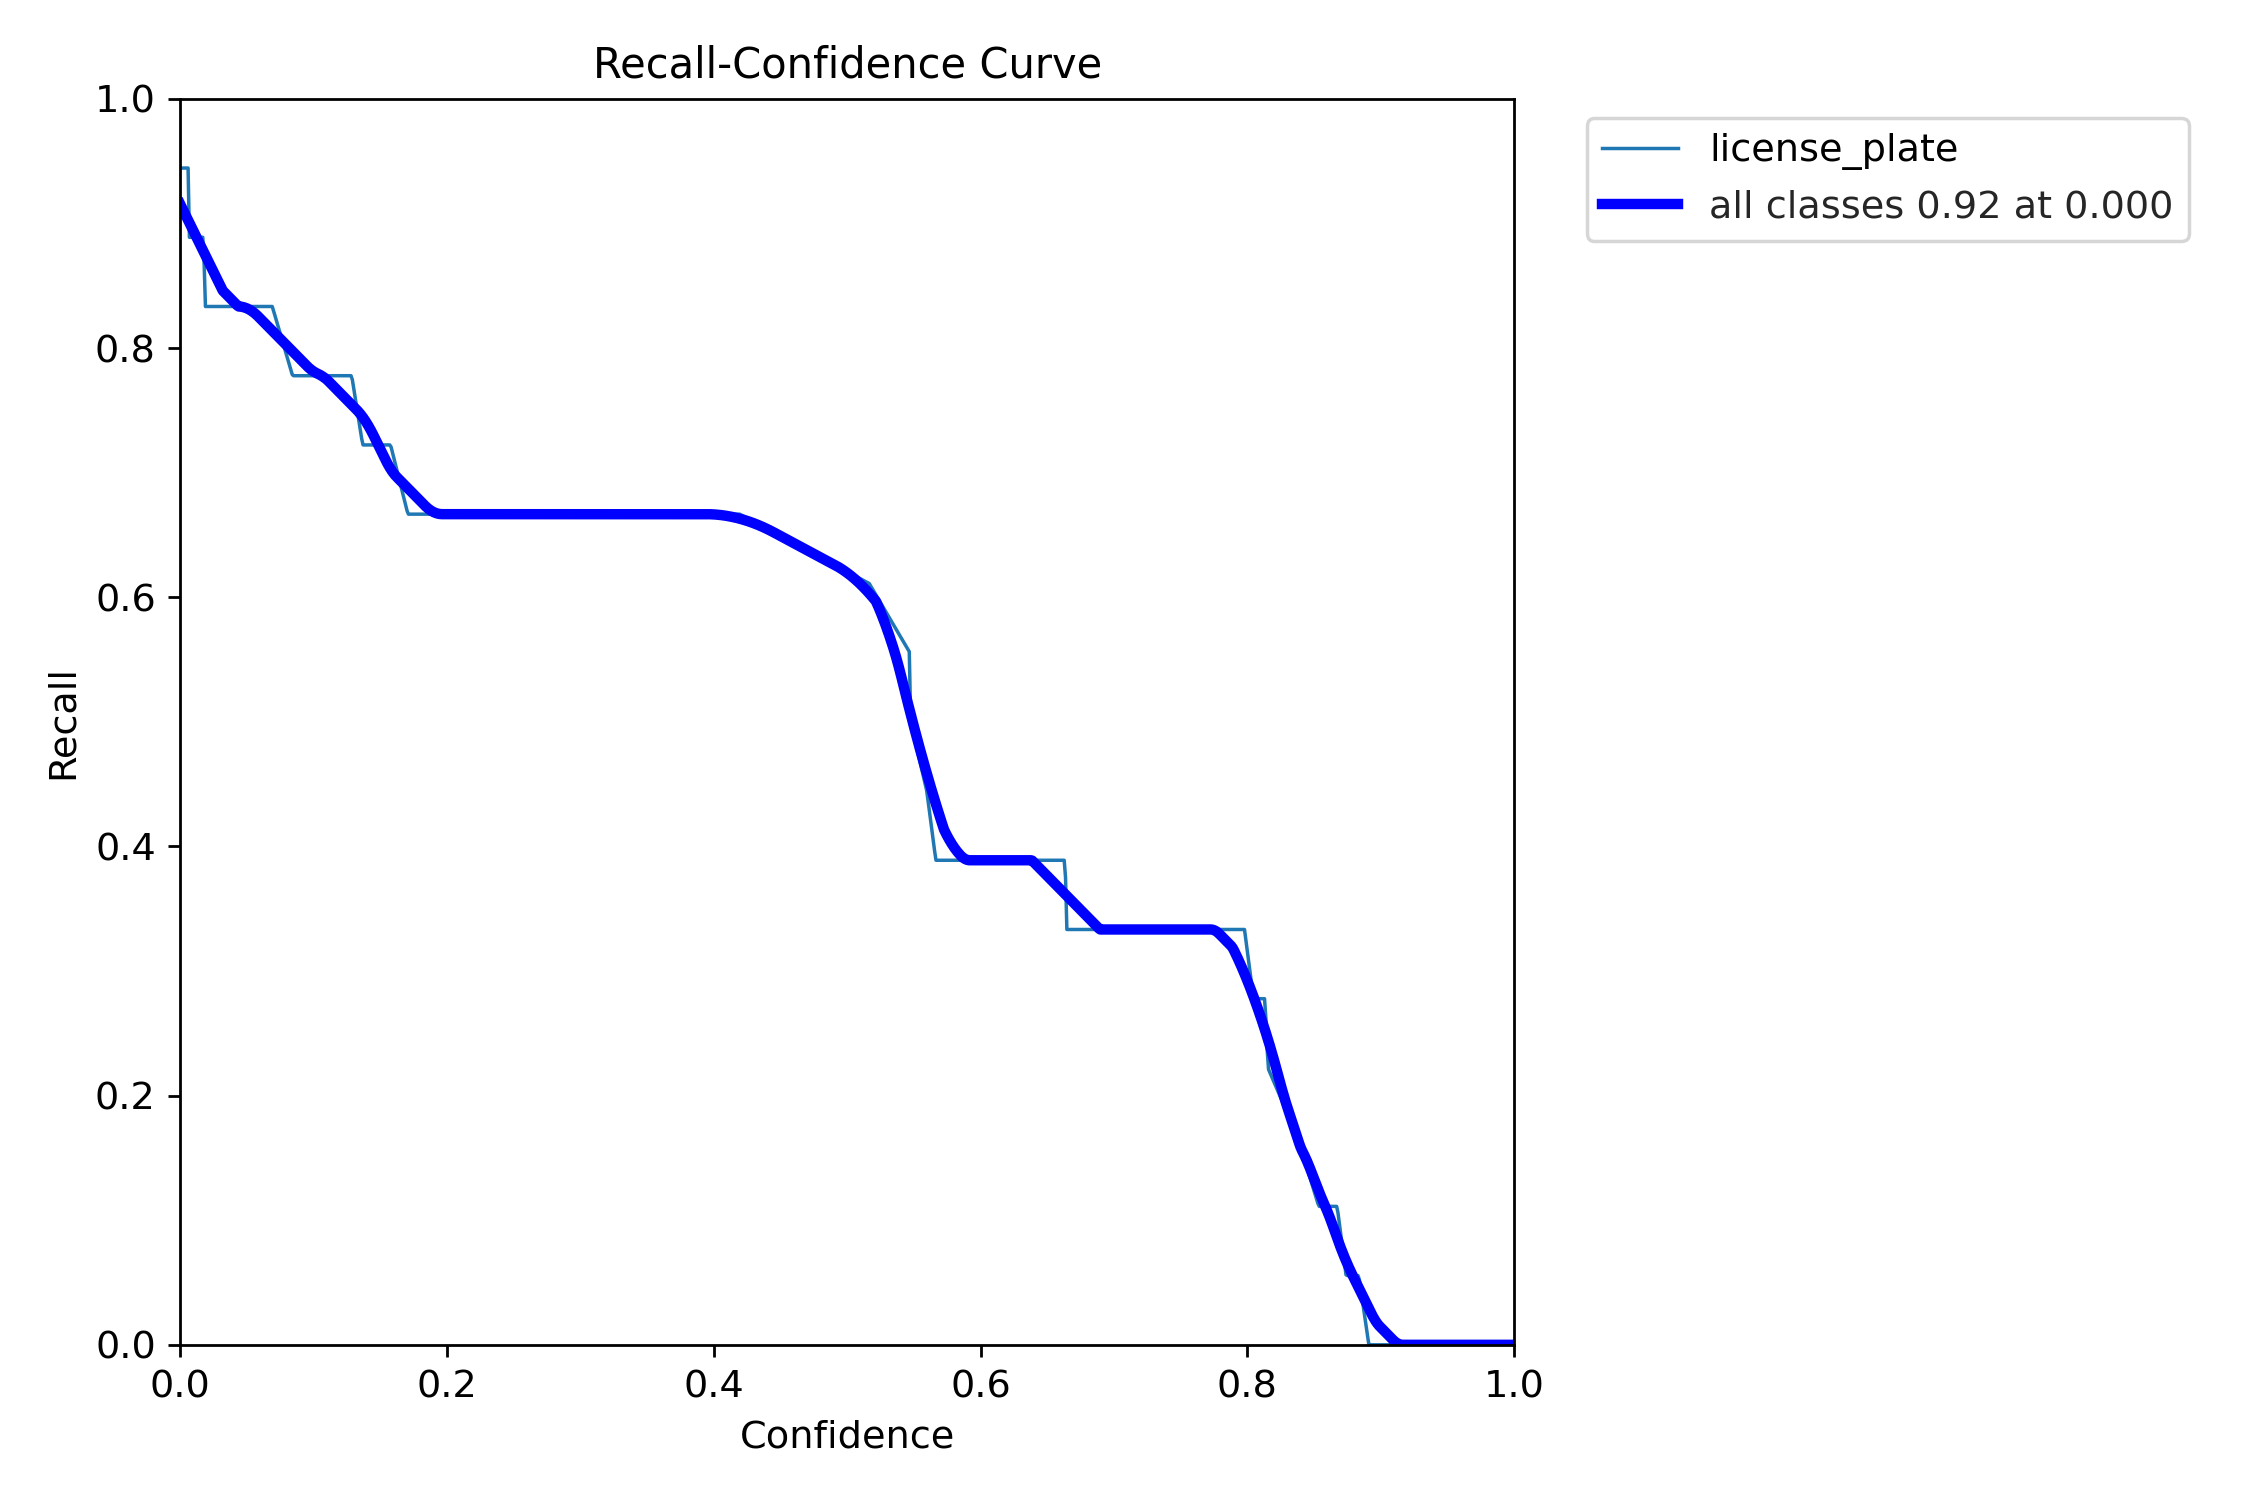 Recall-Confidence Curve
license_plate
all classes 0.92 at 0.000
Recall
1.0
0.8
0.6
0.4
0.2
0.0
0.0 0.2 0.4 0.6 0.8 1.0
Confidence